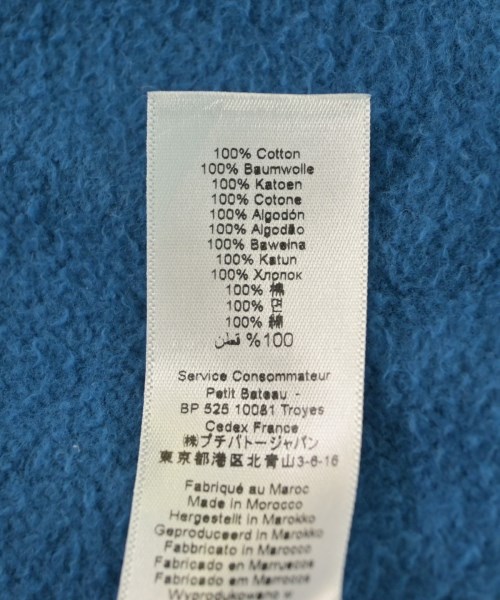 100% Cotton
100% Baumwolle
100% Katoen
100% Cotone
100% Algodón
100% Algodão
100% Baweina
100% Katun
100% Хлопок
100% 棉
100% 면
100% 綿
100% قطن
Service Consommateur
Petit Bateau -
BP 525 10081 Troyes
Cedex France
㈱プチバトージャパン
東京都港区北青山3-6-16
Fabriqué au Maroc
Made in Morocco
Hergestellt in Marokko
Geproduceerd in Marokko
Fabbricato in Marocco
Fabricado en Marruecos
Fabricado em Marrocos
Wyprodukowano w